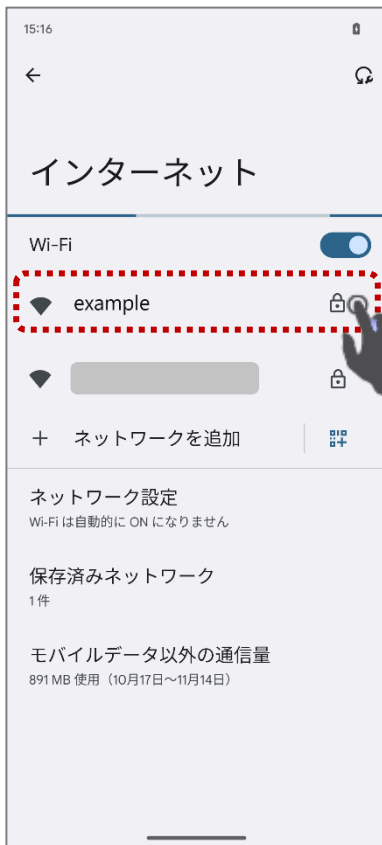 15:16
インターネット
Wi-Fi
example
ネットワークを追加
ネットワーク設定
Wi-Fi は自動的に ON になりません
保存済みネットワーク
1 件
モバイルデータ以外の通信量
891 MB 使用（10月17日～11月14日）